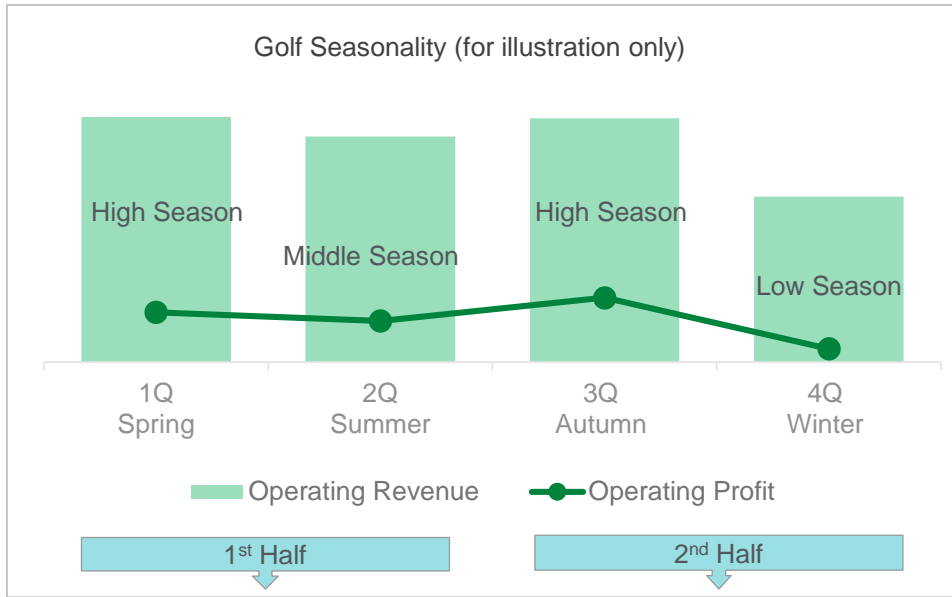 Golf Seasonality (for illustration only)
High Season
Middle Season
High Season
Low Season
1Q
Spring
2Q
Summer
3Q
Autumn
4Q
Winter
Operating Revenue
Operating Profit
1st Half
2nd Half